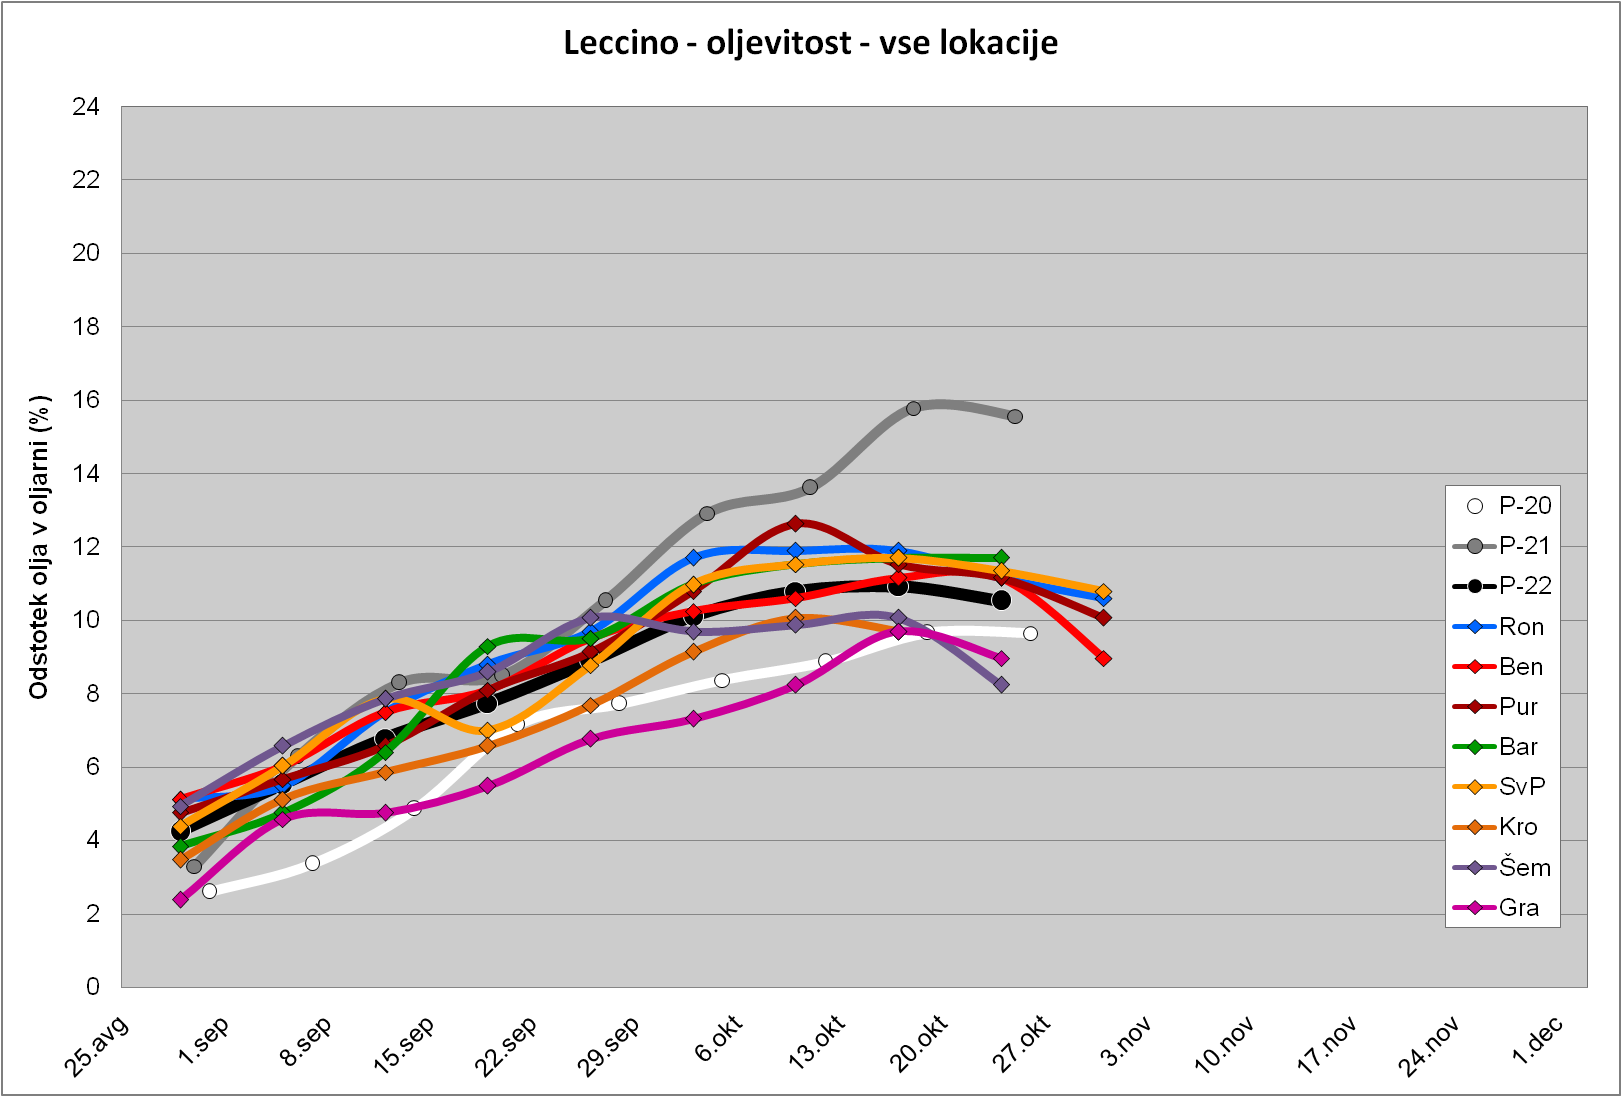 Leccino - oljevitost - vse lokacije
Odstotek olja v oljarni (%)
24
22
20
18
16
14
12
10
8
6
4
2
0
25.avg
1.sep
8.sep
15.sep
22.sep
29.sep
6.okt
13.okt
20.okt
27.okt
3.nov
10.nov
17.nov
24.nov
1.dec
P-20
P-21
P-22
Ron
Ben
Pur
Bar
SvP
Kro
Šem
Gra